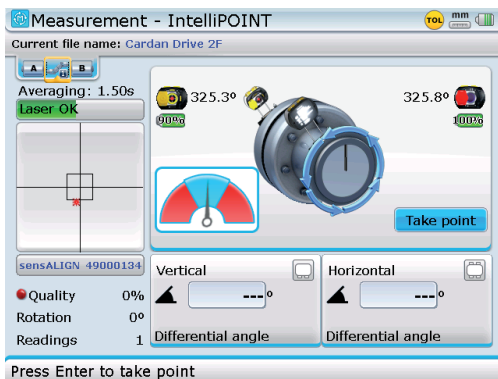 Measurement - IntelliPOINT
TOL mm
Current file name: Cardan Drive 2F
A B
Averaging: 1.50s
Laser OK
325.3º
90%
325.8º
100%
Take point
sensALIGN 49000134
Quality 0%
Rotation 0º
Readings 1
Vertical
---º
Differential angle
Horizontal
---º
Differential angle
Press Enter to take point